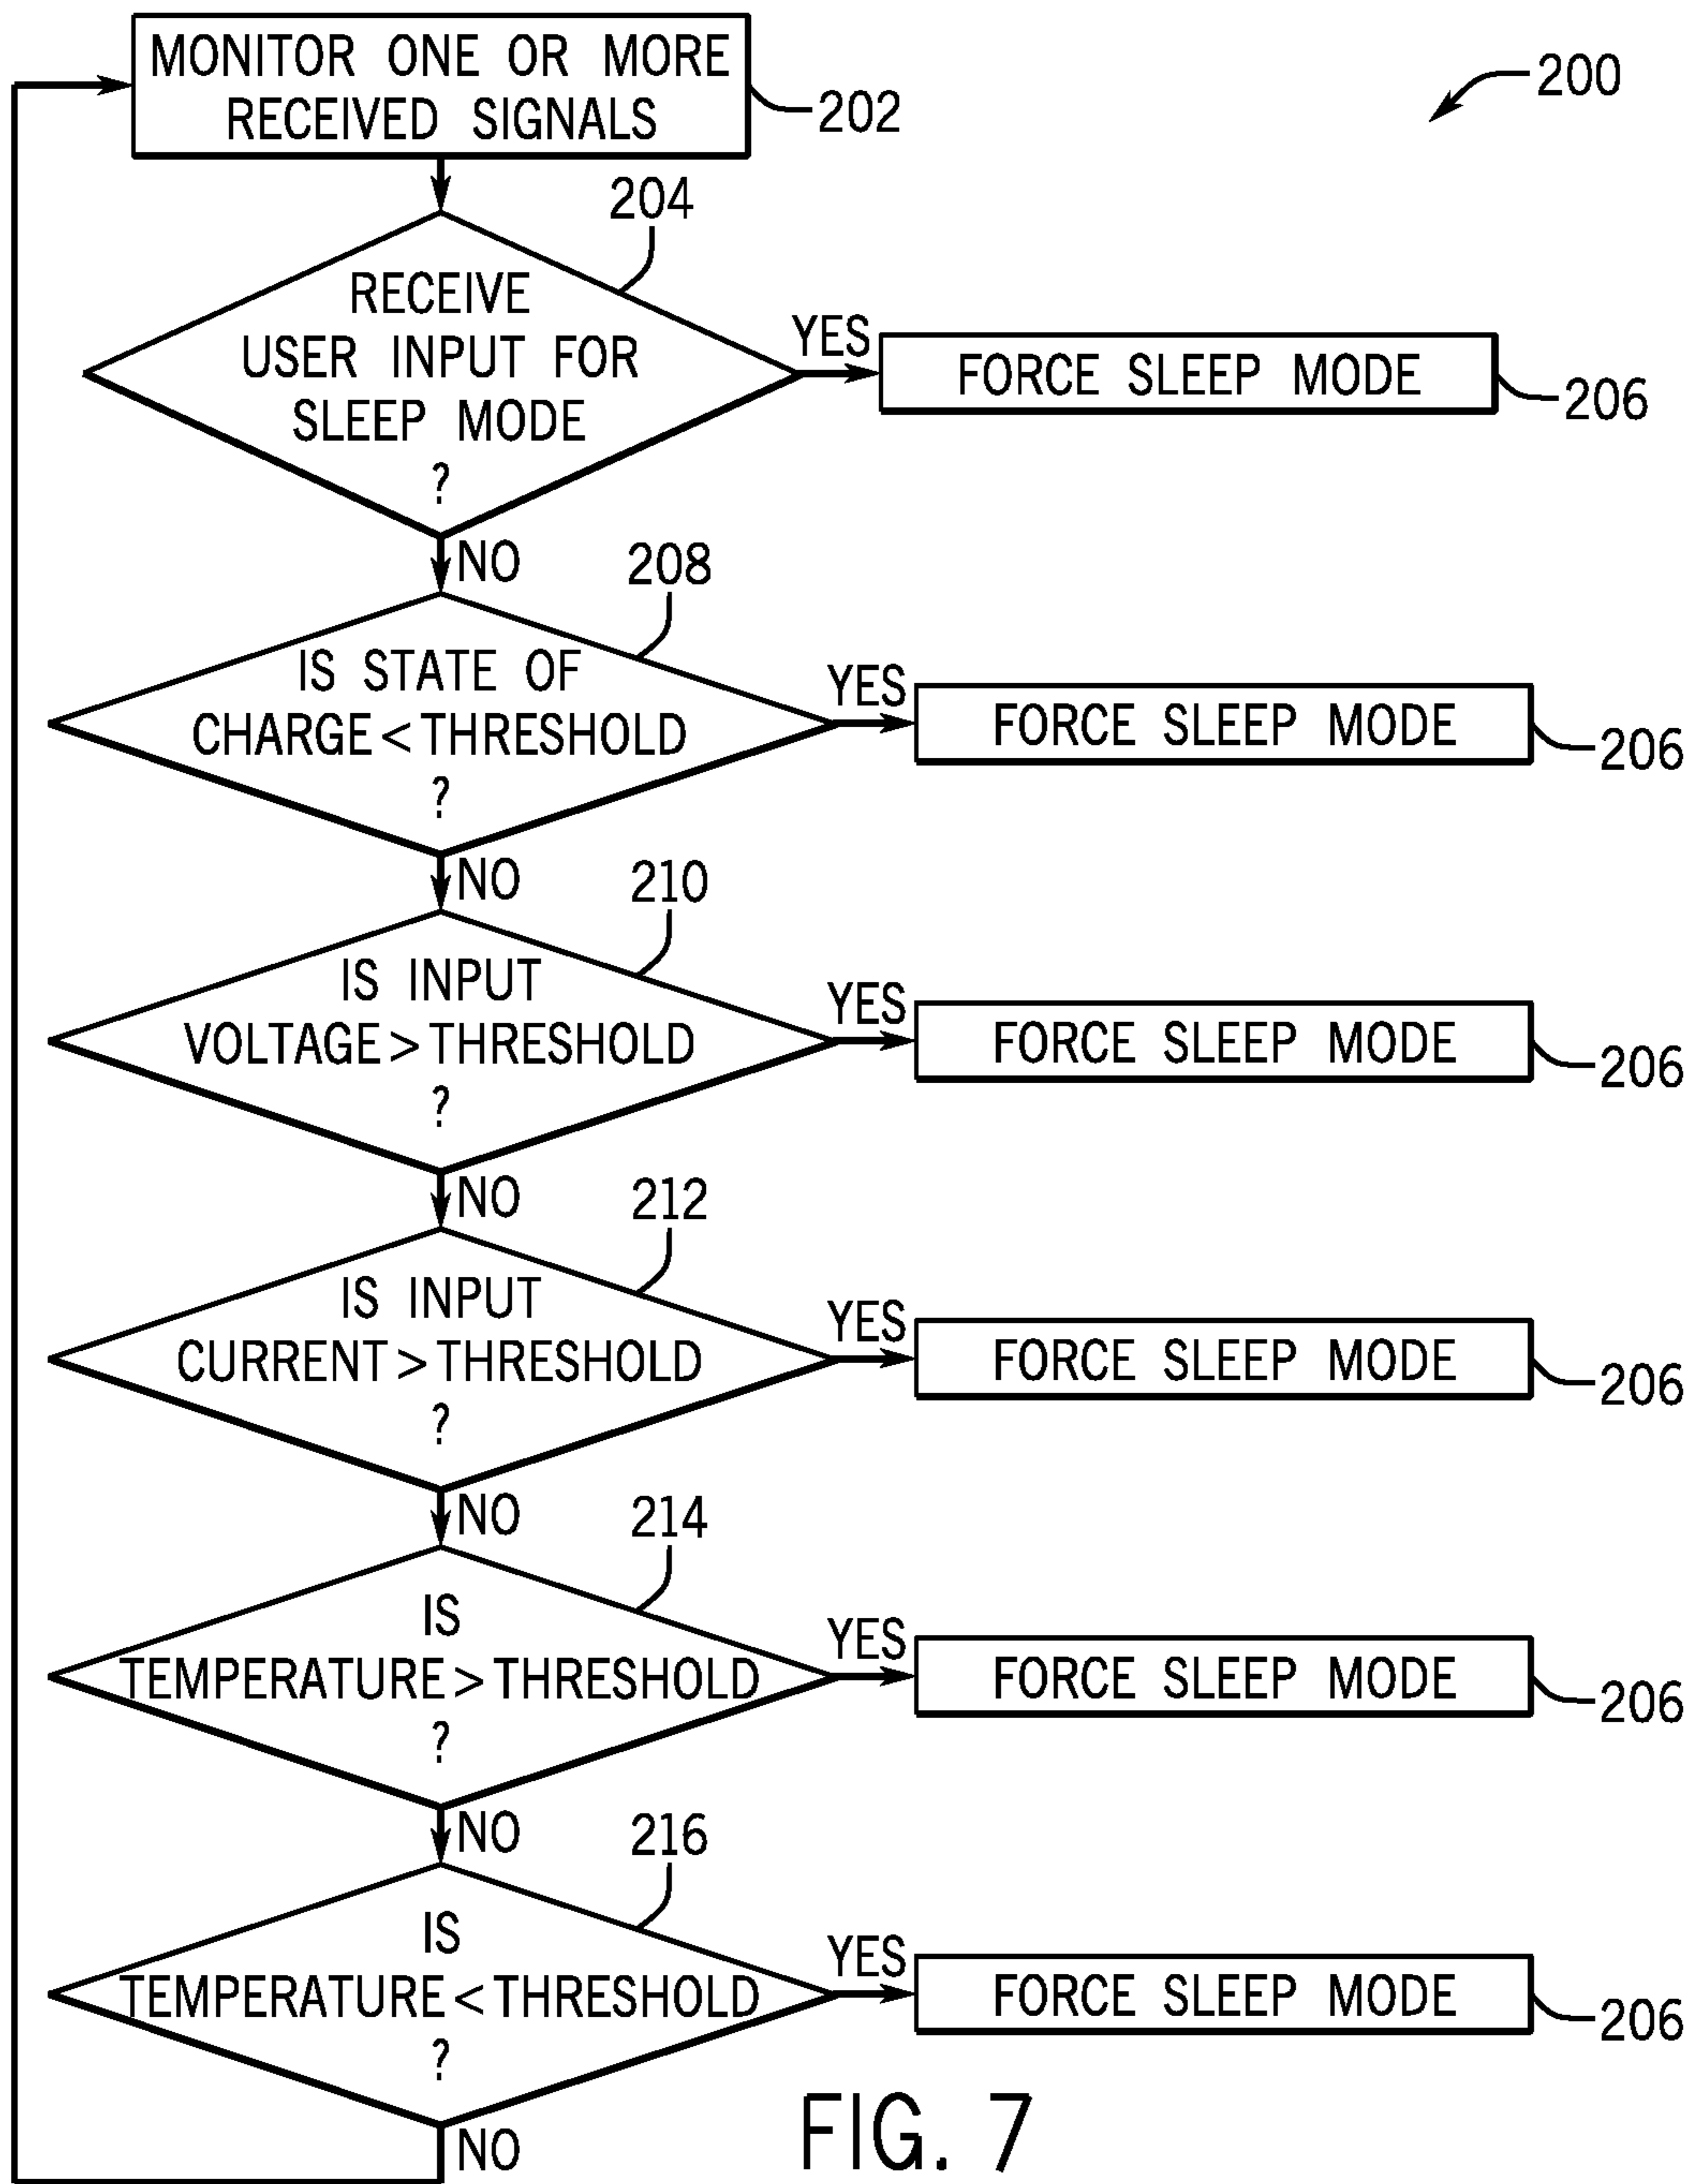 MONITOR ONE OR MORE
RECEIVED SIGNALS
202
200
204
RECEIVE
USER INPUT FOR
SLEEP MODE
?
YES
FORCE SLEEP MODE
206
NO
208
IS STATE OF
CHARGE < THRESHOLD
?
YES
FORCE SLEEP MODE
206
NO
210
IS INPUT
VOLTAGE > THRESHOLD
?
YES
FORCE SLEEP MODE
206
NO
212
IS INPUT
CURRENT > THRESHOLD
?
YES
FORCE SLEEP MODE
206
NO
214
IS
TEMPERATURE > THRESHOLD
?
YES
FORCE SLEEP MODE
206
NO
216
IS
TEMPERATURE < THRESHOLD
?
YES
FORCE SLEEP MODE
206
NO
FIG. 7